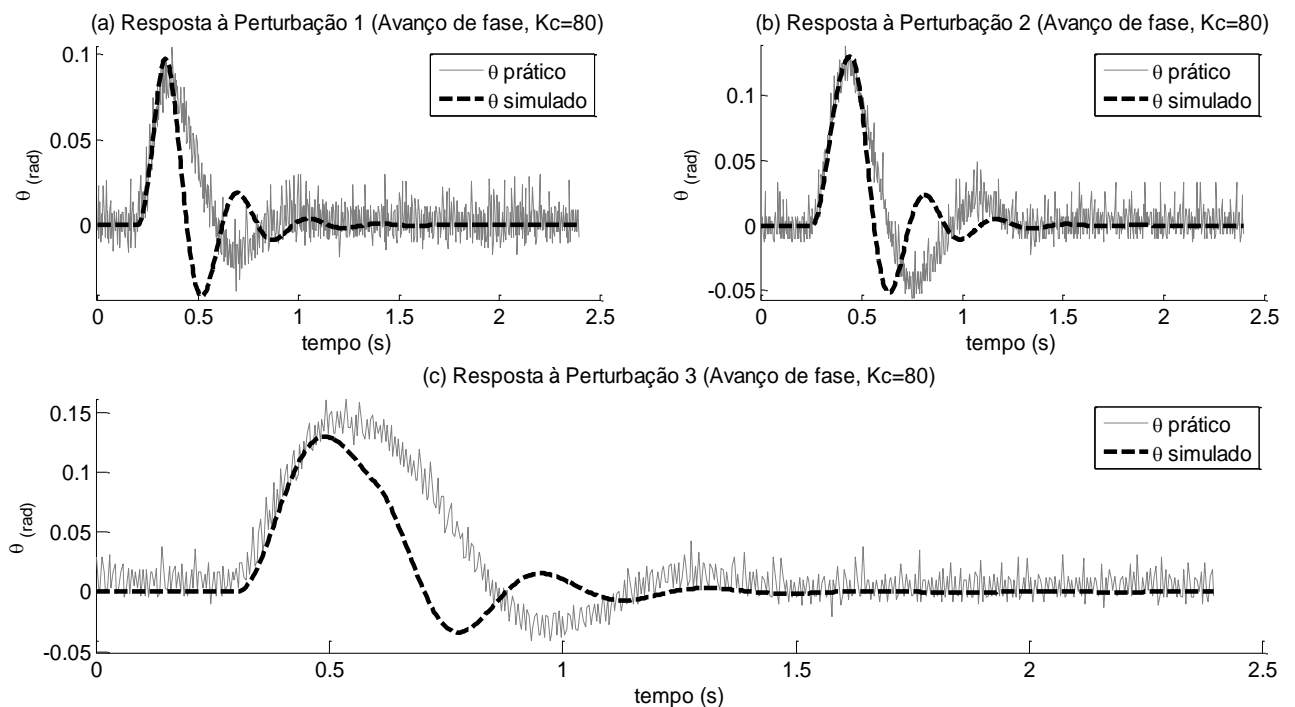 (a) Resposta à Perturbação 1 (Avanço de fase, Kc=80)
θ prático
θ simulado
0.1
0.05
0
θ (rad)
0 0.5 1 1.5 2 2.5
tempo (s)
(b) Resposta à Perturbação 2 (Avanço de fase, Kc=80)
θ prático
θ simulado
0.1
0.05
0
-0.05
θ (rad)
0 0.5 1 1.5 2 2.5
tempo (s)
(c) Resposta à Perturbação 3 (Avanço de fase, Kc=80)
θ prático
θ simulado
0.15
0.1
0.05
0
-0.05
θ (rad)
0 0.5 1 1.5 2 2.5
tempo (s)